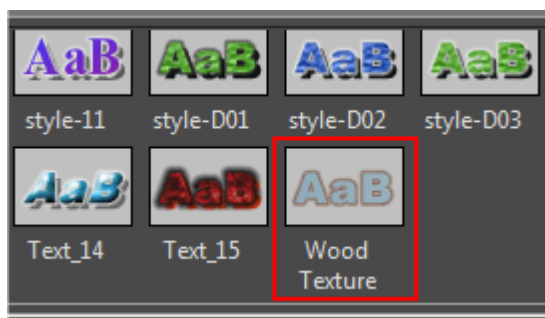 AaB AaB AaB AaB
style-11 style-D01 style-D02 style-D03
AaB AaB AaB
Text_14 Text_15 Wood
Texture